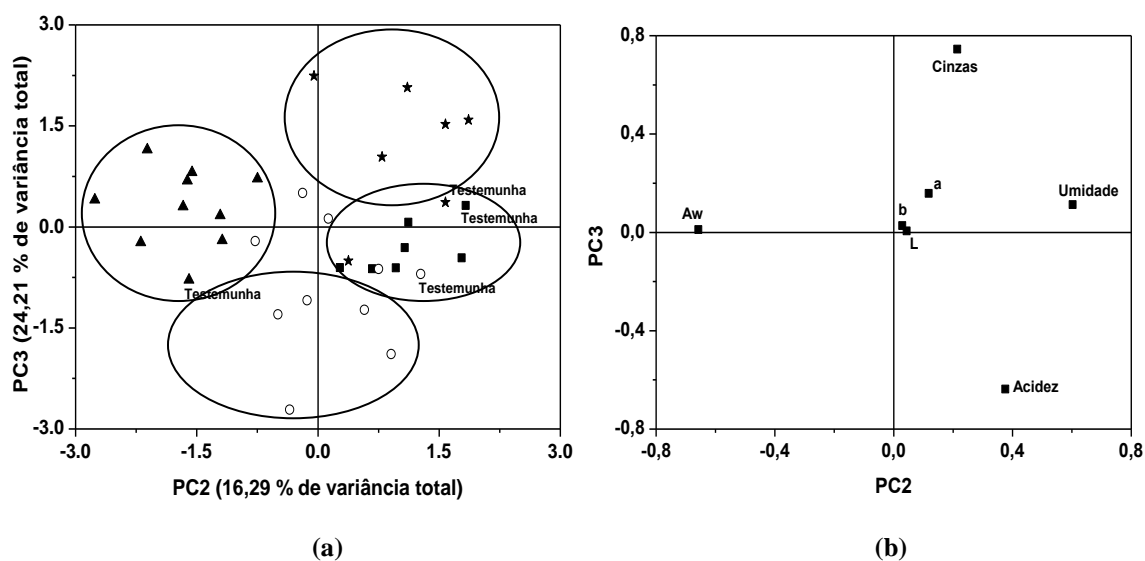 3.0
1.5
0.0
-1.5
-3.0
PC3 (24,21 % de variância total)
Testemunha
Testemunha
Testemunha
Testemunha
-3.0 -1.5 0.0 1.5 3.0
PC2 (16,29 % de variância total)
(a)
0,8
0,4
0,0
-0,4
-0,8
PC3
Cinzas
a
Umidade
Aw
b
L
Acidez
-0,8 -0,4 0,0 0,4 0,8
PC2
(b)